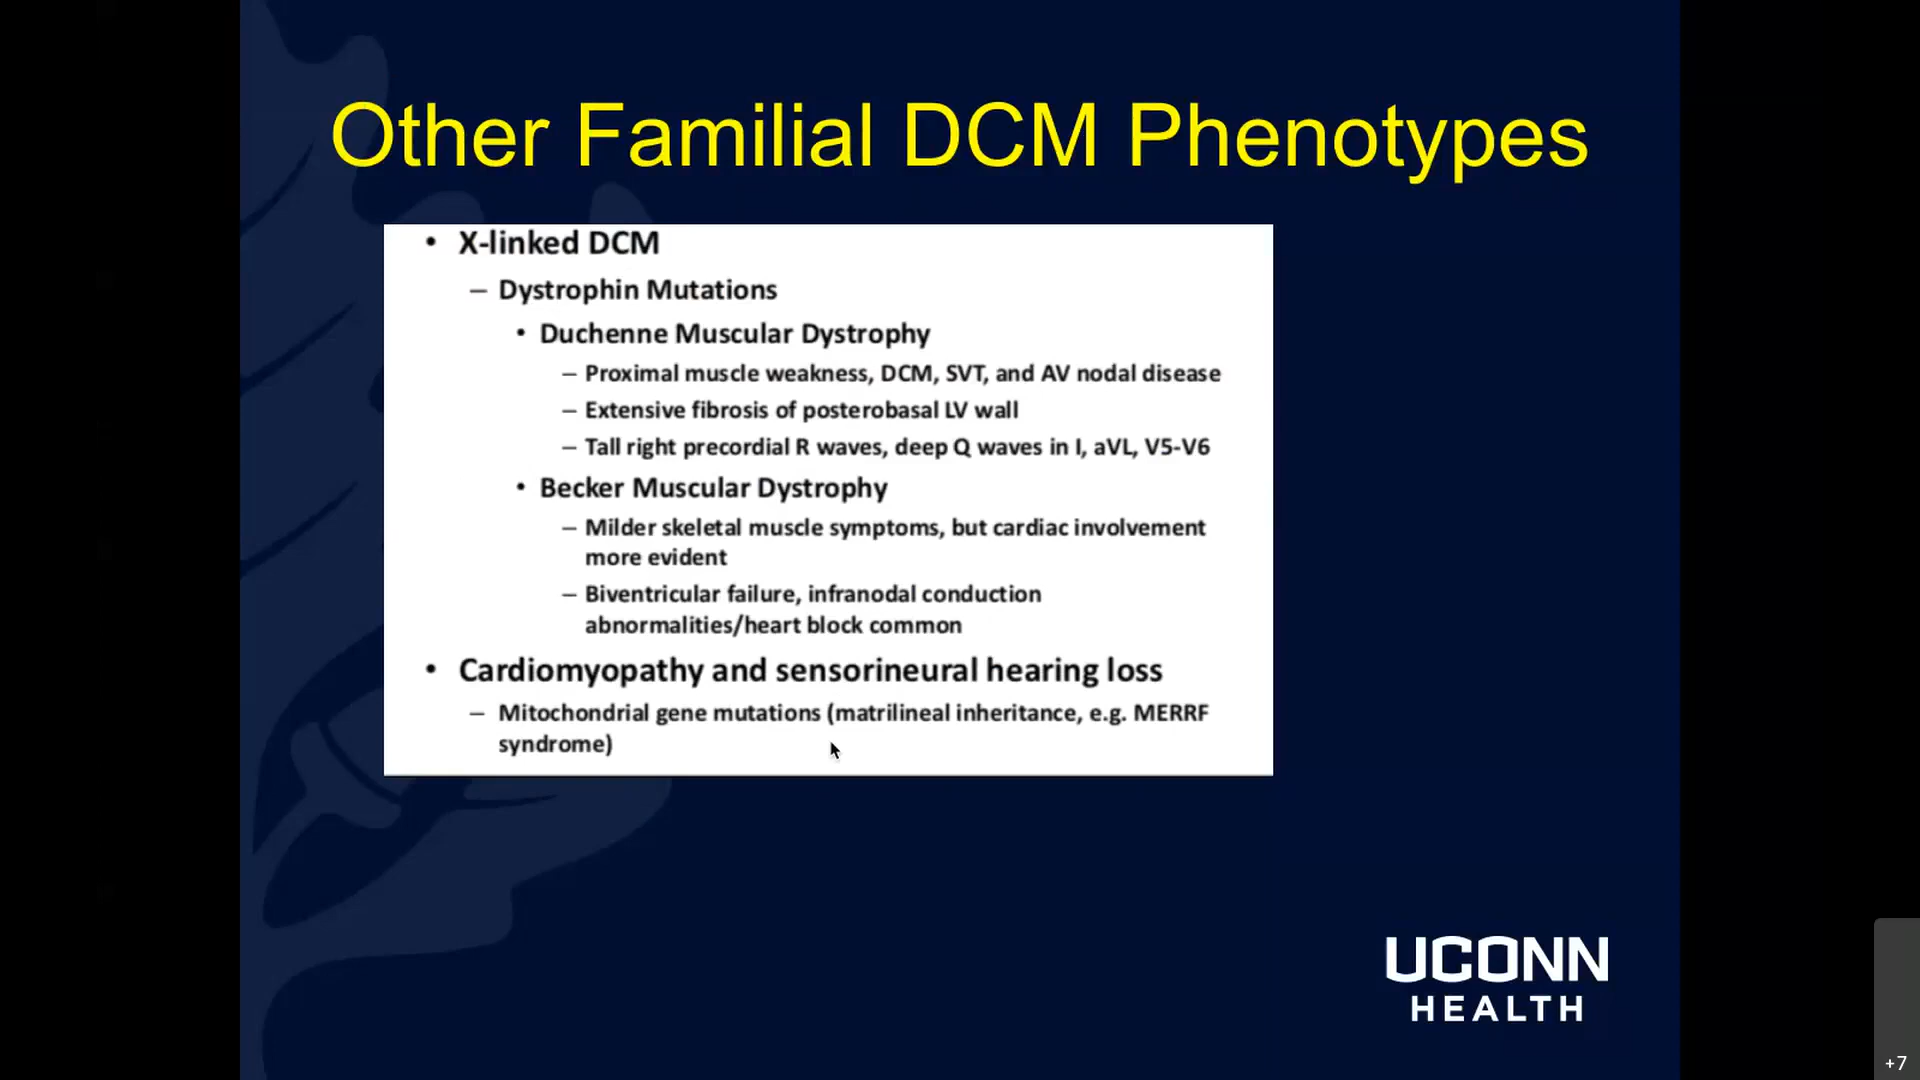 Other Familial DCM Phenotypes
• X-linked DCM
– Dystrophin Mutations
• Duchenne Muscular Dystrophy
– Proximal muscle weakness, DCM, SVT, and AV nodal disease
– Extensive fibrosis of posterobasal LV wall
– Tall right precordial R waves, deep Q waves in I, aVL, V5-V6
• Becker Muscular Dystrophy
– Milder skeletal muscle symptoms, but cardiac involvement
more evident
– Biventricular failure, infranodal conduction
abnormalities/heart block common
• Cardiomyopathy and sensorineural hearing loss
– Mitochondrial gene mutations (matrilineal inheritance, e.g. MERRF
syndrome)
UCONN
HEALTH
+7